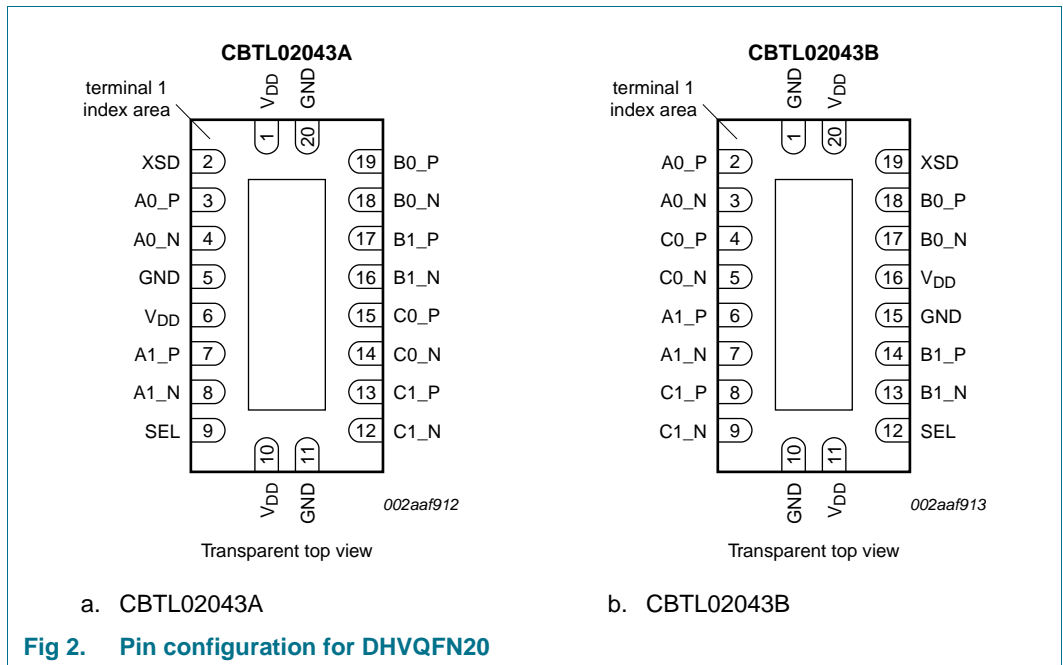 CBTL02043A
terminal 1
index area
VDD
GND
1
20
XSD 2
A0_P 3
A0_N 4
GND 5
VDD 6
A1_P 7
A1_N 8
SEL 9
19 B0_P
18 B0_N
17 B1_P
16 B1_N
15 C0_P
14 C0_N
13 C1_P
12 C1_N
10
11
VDD
GND
002aaf912
Transparent top view
a. CBTL02043A
CBTL02043B
terminal 1
index area
GND
VDD
1
20
A0_P 2
A0_N 3
C0_P 4
C0_N 5
A1_P 6
A1_N 7
C1_P 8
C1_N 9
19 XSD
18 B0_P
17 B0_N
16 VDD
15 GND
14 B1_P
13 B1_N
12 SEL
10
11
GND
VDD
002aaf913
Transparent top view
b. CBTL02043B
Fig 2. Pin configuration for DHVQFN20